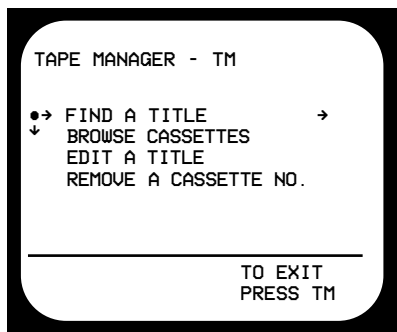 TAPE MANAGER - TM
●→ FIND A TITLE →
↓ BROWSE CASSETTES
EDIT A TITLE
REMOVE A CASSETTE NO.
TO EXIT
PRESS TM